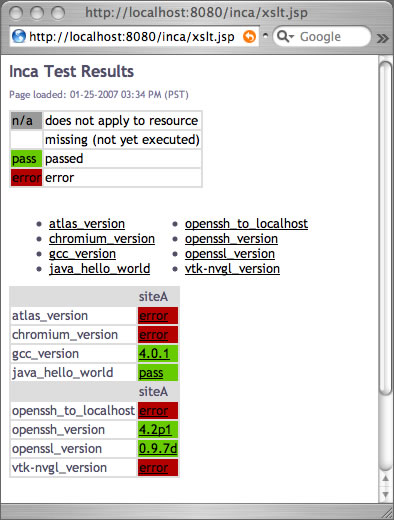 http://localhost:8080/inca/xslt.jsp
http://localhost:8080/inca/xslt.jsp Google
Inca Test Results
Page loaded: 01-25-2007 03:34 PM (PST)
n/a does not apply to resource
missing (not yet executed)
pass passed
error error
• atlas_version • openssh_to_localhost
• chromium_version • openssh_version
• gcc_version • openssl_version
• java_hello_world • vtk-nvgl_version
siteA
atlas_version error
chromium_version error
gcc_version 4.0.1
java_hello_world pass
siteA
openssh_to_localhost error
openssh_version 4.2p1
openssl_version 0.9.7d
vtk-nvgl_version error